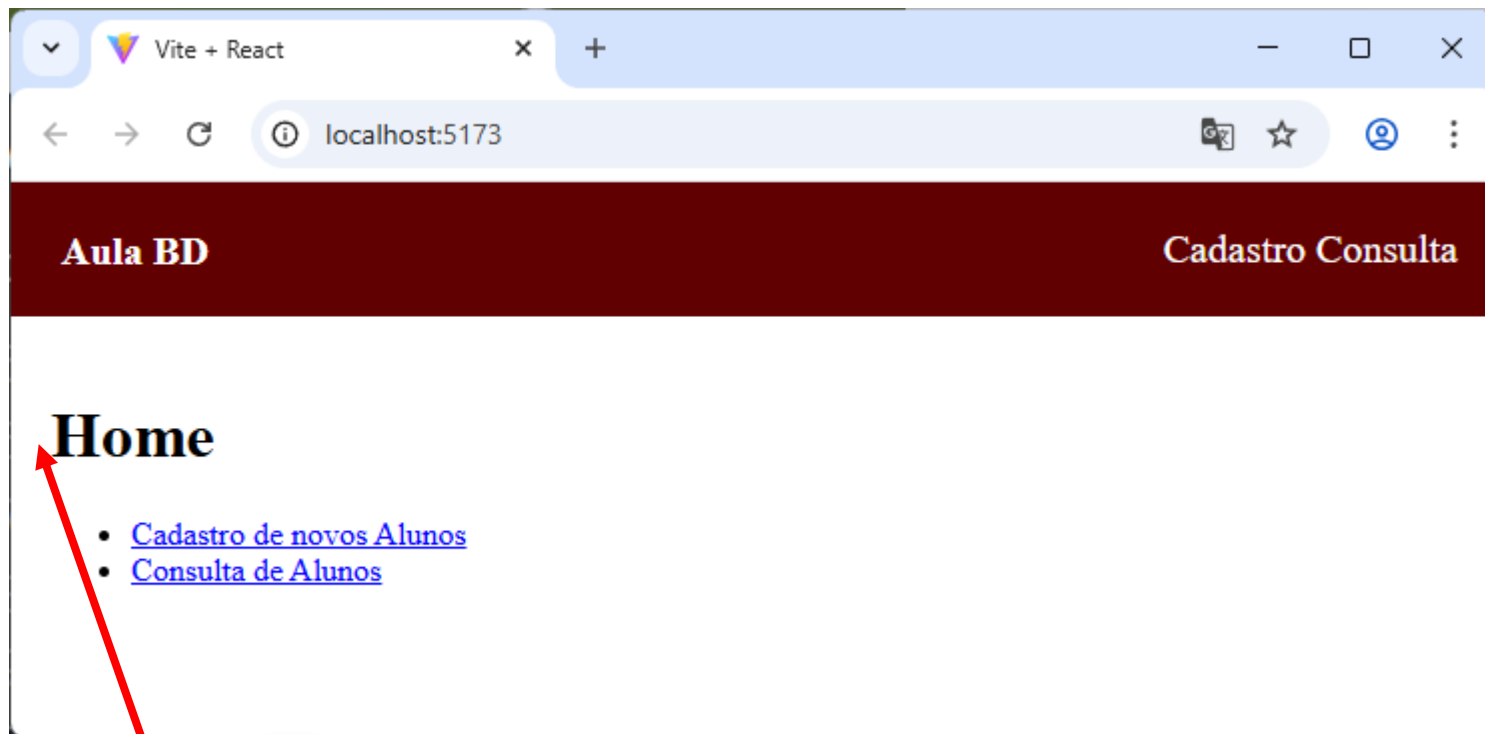 Vite + React
localhost:5173
Aula BD
Cadastro Consulta
Home
Cadastro de novos Alunos
Consulta de Alunos